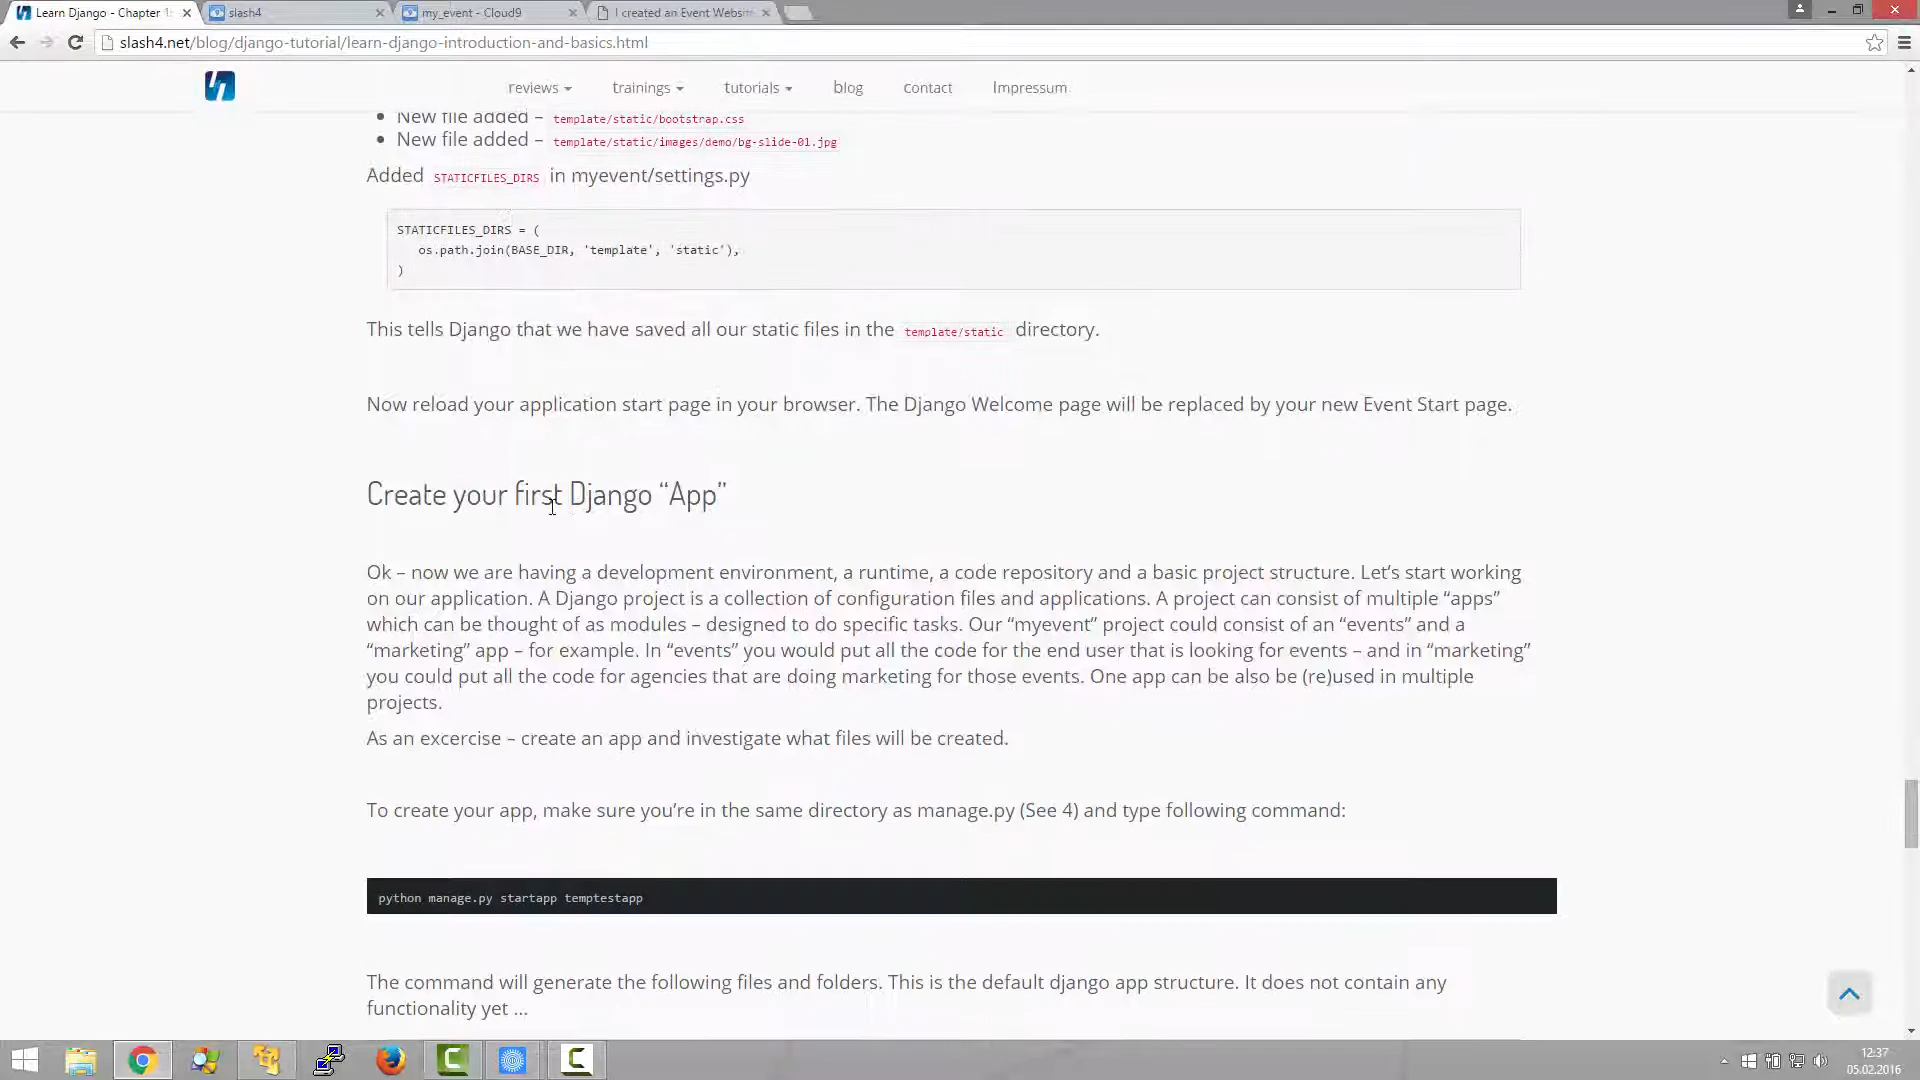 Learn Django - Chapter 1:
slash4
my_event - Cloud9
I created an Event Websit
slash4.net/blog/django-tutorial/learn-django-introduction-and-basics.html
reviews
trainings
tutorials
blog
contact
Impressum
New file added – template/static/bootstrap.css
New file added – template/static/images/demo/bg-slide-01.jpg
Added STATICFILES_DIRS in myevent/settings.py
STATICFILES_DIRS = (
os.path.join(BASE_DIR, 'template', 'static'),
)
This tells Django that we have saved all our static files in the template/static directory.
Now reload your application start page in your browser. The Django Welcome page will be replaced by your new Event Start page.
Create your first Django “App”
Ok – now we are having a development environment, a runtime, a code repository and a basic project structure. Let’s start working
on our application. A Django project is a collection of configuration files and applications. A project can consist of multiple “apps”
which can be thought of as modules – designed to do specific tasks. Our “myevent” project could consist of an “events” and a
“marketing” app – for example. In “events” you would put all the code for the end user that is looking for events – and in “marketing”
you could put all the code for agencies that are doing marketing for those events. One app can be also be (re)used in multiple
projects.
As an excercise – create an app and investigate what files will be created.
To create your app, make sure you’re in the same directory as manage.py (See 4) and type following command:
python manage.py startapp temptestapp
The command will generate the following files and folders. This is the default django app structure. It does not contain any
functionality yet ...
12:37
05.02.2016